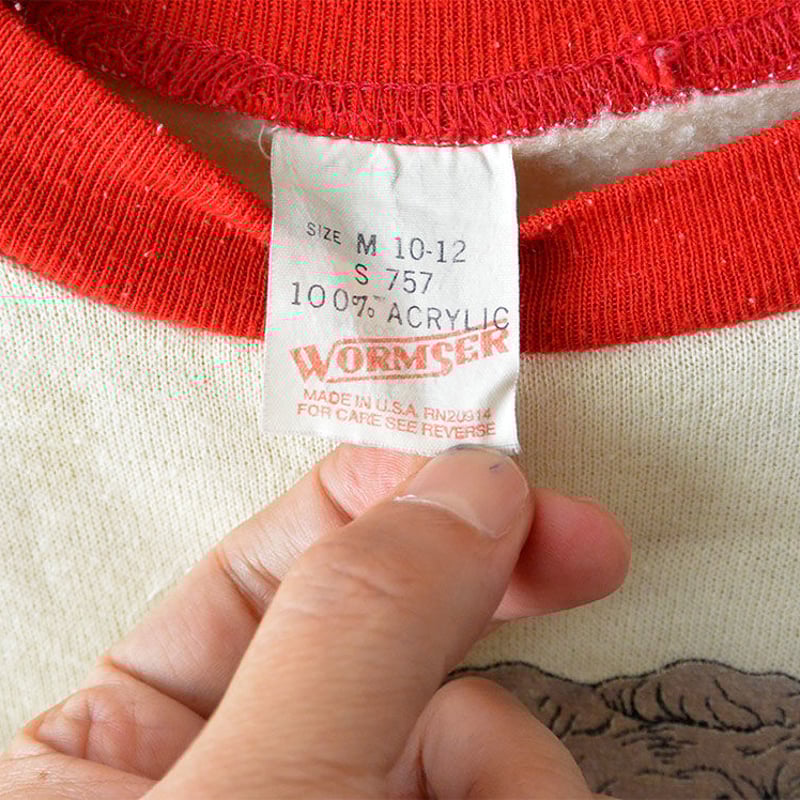 SIZE M 10-12
S 757
100% ACRYLIC
WORMSER
MADE IN U.S.A. RN20914
FOR CARE SEE REVERSE